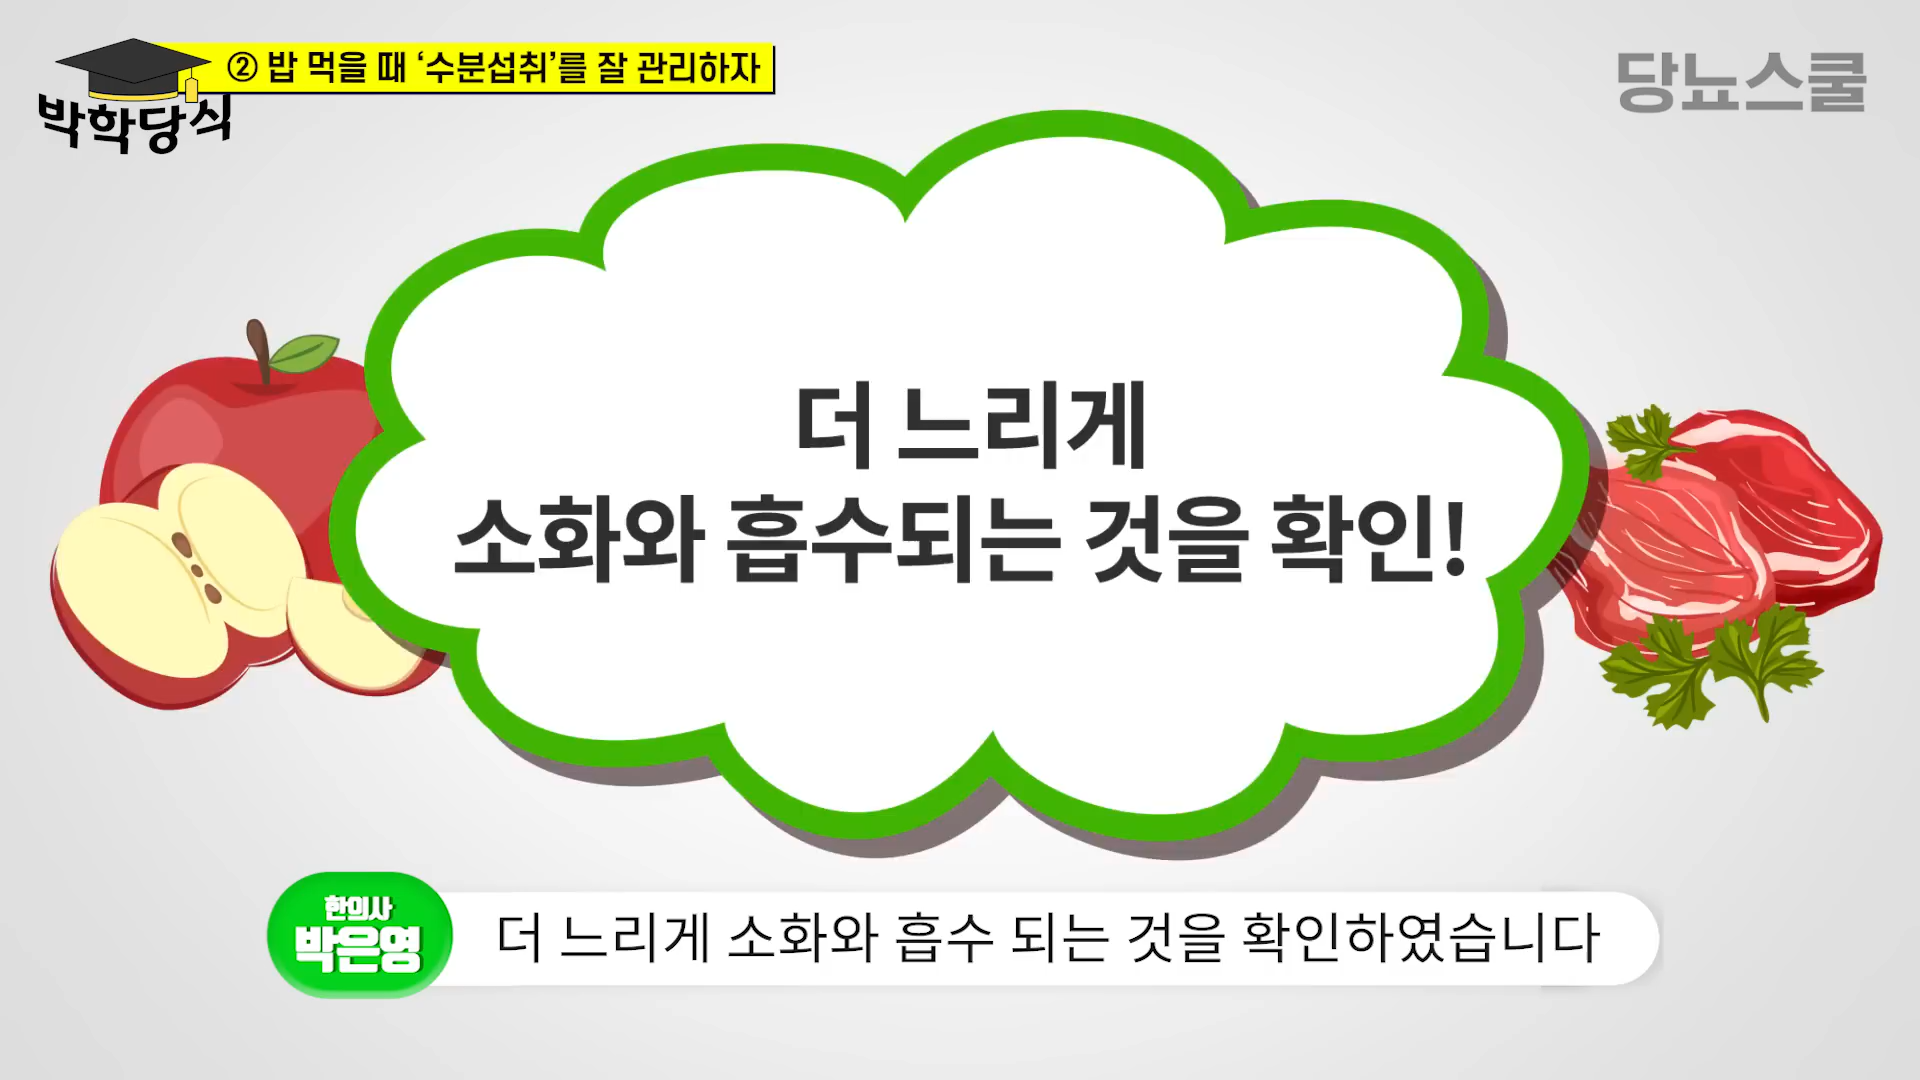 ② 밥 먹을 때 ‘수분섭취’를 잘 관리하자
박학당식
당뇨스쿨
더 느리게
소화와 흡수되는 것을 확인!
한의사
박은영
더 느리게 소화와 흡수 되는 것을 확인하였습니다